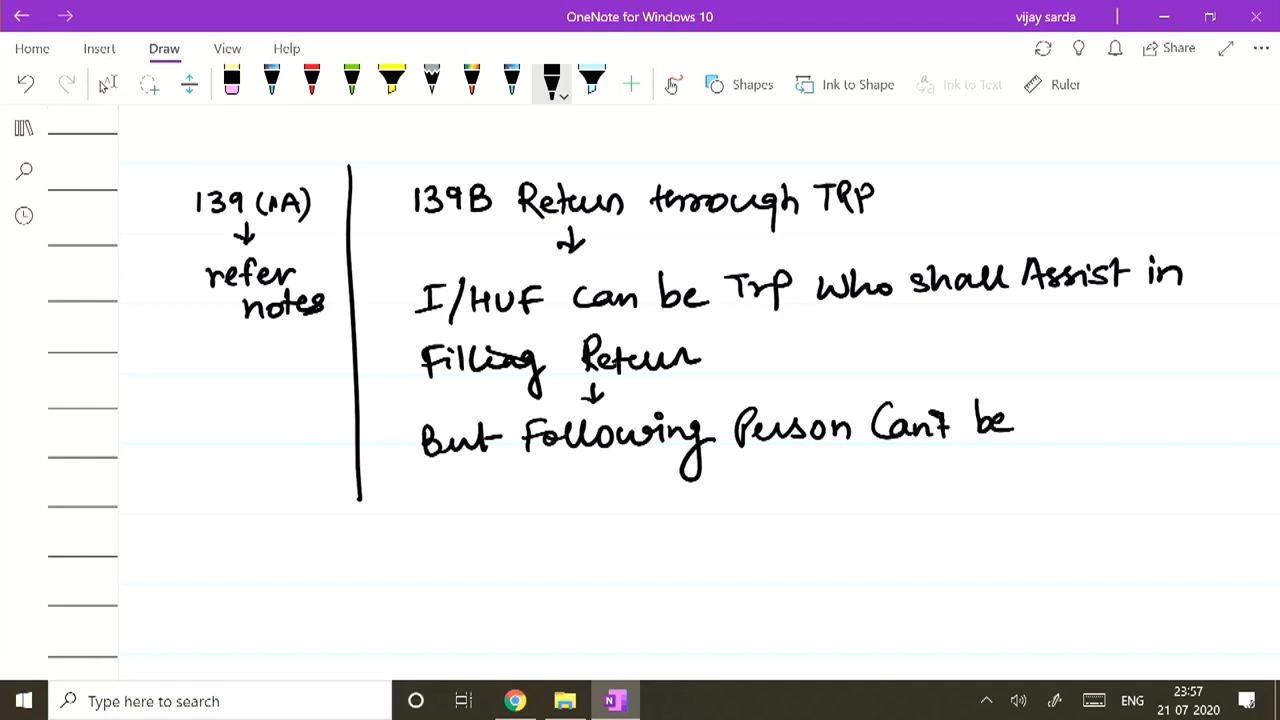 OneNote for Windows 10
vijay sarda
Home Insert Draw View Help
Share
Shapes Ink to Shape Ink to Text Ruler
139 (1A)
refer
notes
139B Return through TRP
I/HUF can be TrP who shall Assist in
Filling Return
But Following Person Can't be
Type here to search
ENG
23:57
21 07 2020